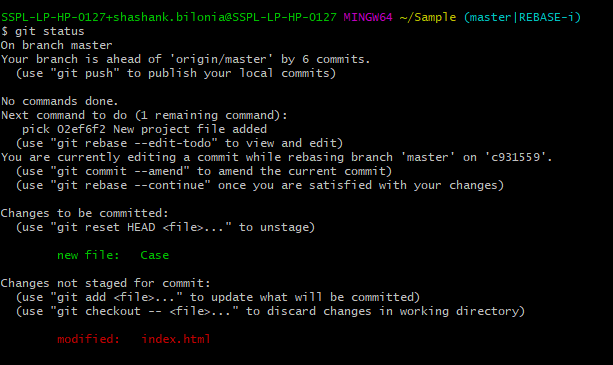 SSPL-LP-HP-0127+shashank.bilonia@SSPL-LP-HP-0127 MINGW64 ~/Sample (master|REBASE-i)
$ git status
On branch master
Your branch is ahead of 'origin/master' by 6 commits.
  (use "git push" to publish your local commits)

No commands done.
Next command to do (1 remaining command):
   pick 02ef6f2 New project file added
  (use "git rebase --edit-todo" to view and edit)
You are currently editing a commit while rebasing branch 'master' on 'c931559'.
  (use "git commit --amend" to amend the current commit)
  (use "git rebase --continue" once you are satisfied with your changes)

Changes to be committed:
  (use "git reset HEAD <file>..." to unstage)

        new file:   Case

Changes not staged for commit:
  (use "git add <file>..." to update what will be committed)
  (use "git checkout -- <file>..." to discard changes in working directory)

        modified:   index.html